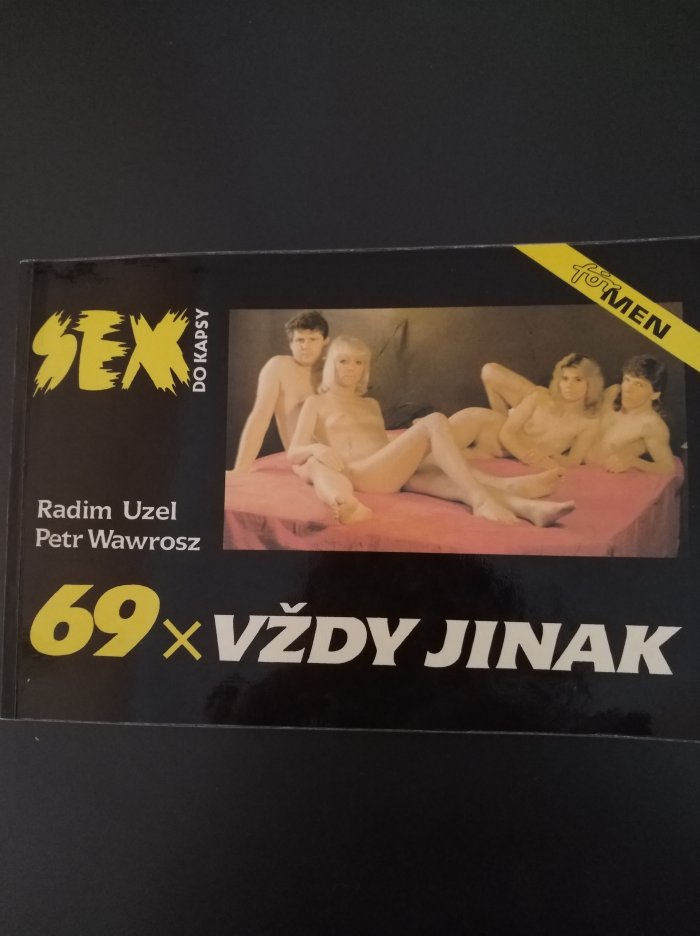 SEX
DO KAPSY
for MEN
Radim Uzel
Petr Wawrosz
69 x VŽDY JINAK